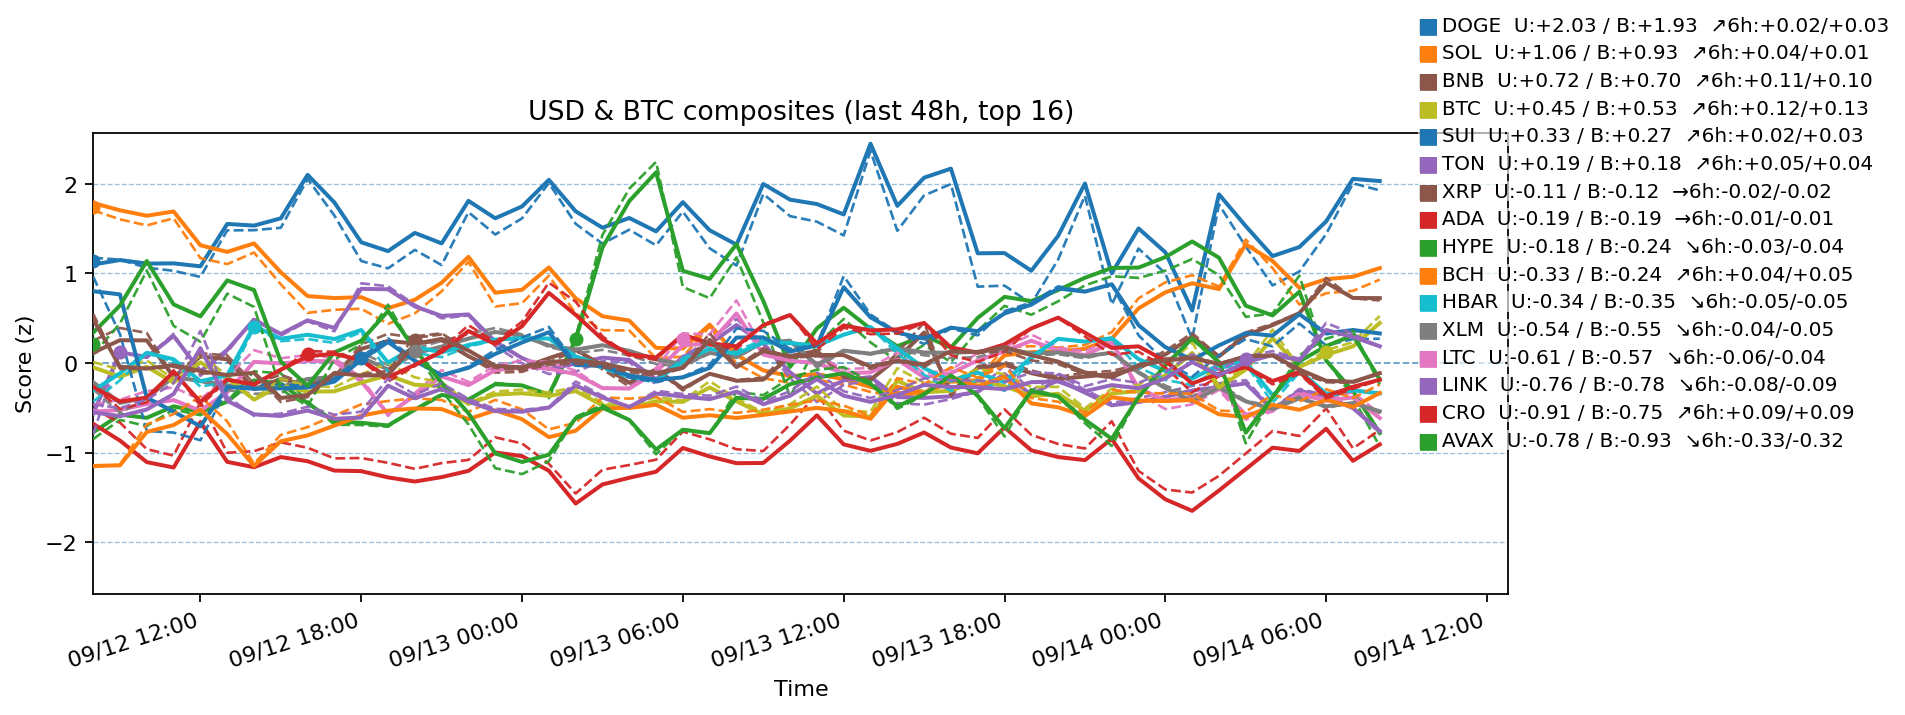 DOGE  U:+2.03 / B:+1.93  ↗6h:+0.02/+0.03
SOL  U:+1.06 / B:+0.93  ↗6h:+0.04/+0.01
BNB  U:+0.72 / B:+0.70  ↗6h:+0.11/+0.10
USD & BTC composites (last 48h, top 16)
BTC  U:+0.45 / B:+0.53  ↗6h:+0.12/+0.13
SUI  U:+0.33 / B:+0.27  ↗6h:+0.02/+0.03
TON  U:+0.19 / B:+0.18  ↗6h:+0.05/+0.04
XRP  U:-0.11 / B:-0.12  →6h:-0.02/-0.02
ADA  U:-0.19 / B:-0.19  →6h:-0.01/-0.01
HYPE  U:-0.18 / B:-0.24  ↘6h:-0.03/-0.04
BCH  U:-0.33 / B:-0.24  ↗6h:+0.04/+0.05
HBAR  U:-0.34 / B:-0.35  ↘6h:-0.05/-0.05
XLM  U:-0.54 / B:-0.55  ↘6h:-0.04/-0.05
LTC  U:-0.61 / B:-0.57  ↘6h:-0.06/-0.04
LINK  U:-0.76 / B:-0.78  ↘6h:-0.08/-0.09
CRO  U:-0.91 / B:-0.75  ↗6h:+0.09/+0.09
AVAX  U:-0.78 / B:-0.93  ↘6h:-0.33/-0.32
Score (z)
2
1
0
−1
−2
09/12 12:00
09/12 18:00
09/13 00:00
09/13 06:00
09/13 12:00
09/13 18:00
09/14 00:00
09/14 06:00
09/14 12:00
Time